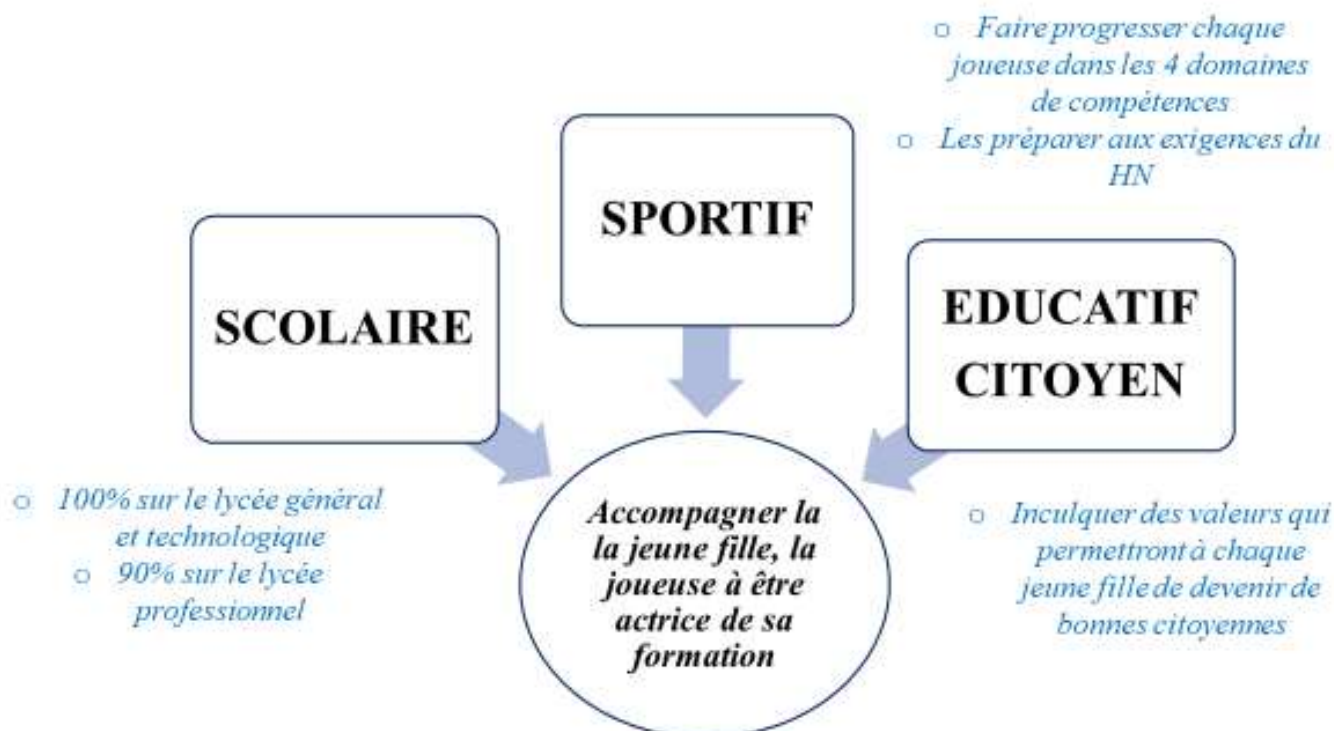 o Faire progresser chaque
joueuse dans les 4 domaines
de compétences
o Les préparer aux exigences du
HN
SPORTIF
SCOLAIRE
EDUCATIF
CITOYEN
o 100% sur le lycée général
et technologique
o 90% sur le lycée
professionnel
Accompagner la
la jeune fille, la
joueuse à être
actrice de sa
formation
o Inculquer des valeurs qui
permettront à chaque
jeune fille de devenir de
bonnes citoyennes